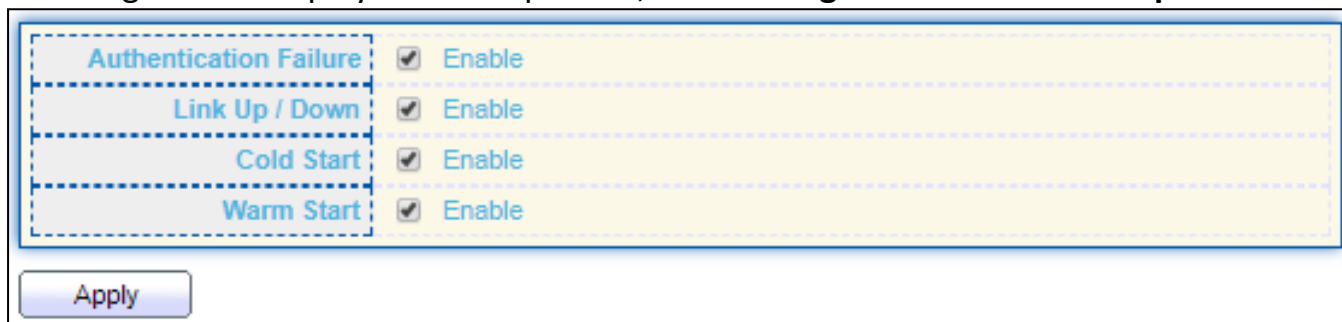 Authentication Failure Enable
Link Up / Down Enable
Cold Start Enable
Warm Start Enable
Apply